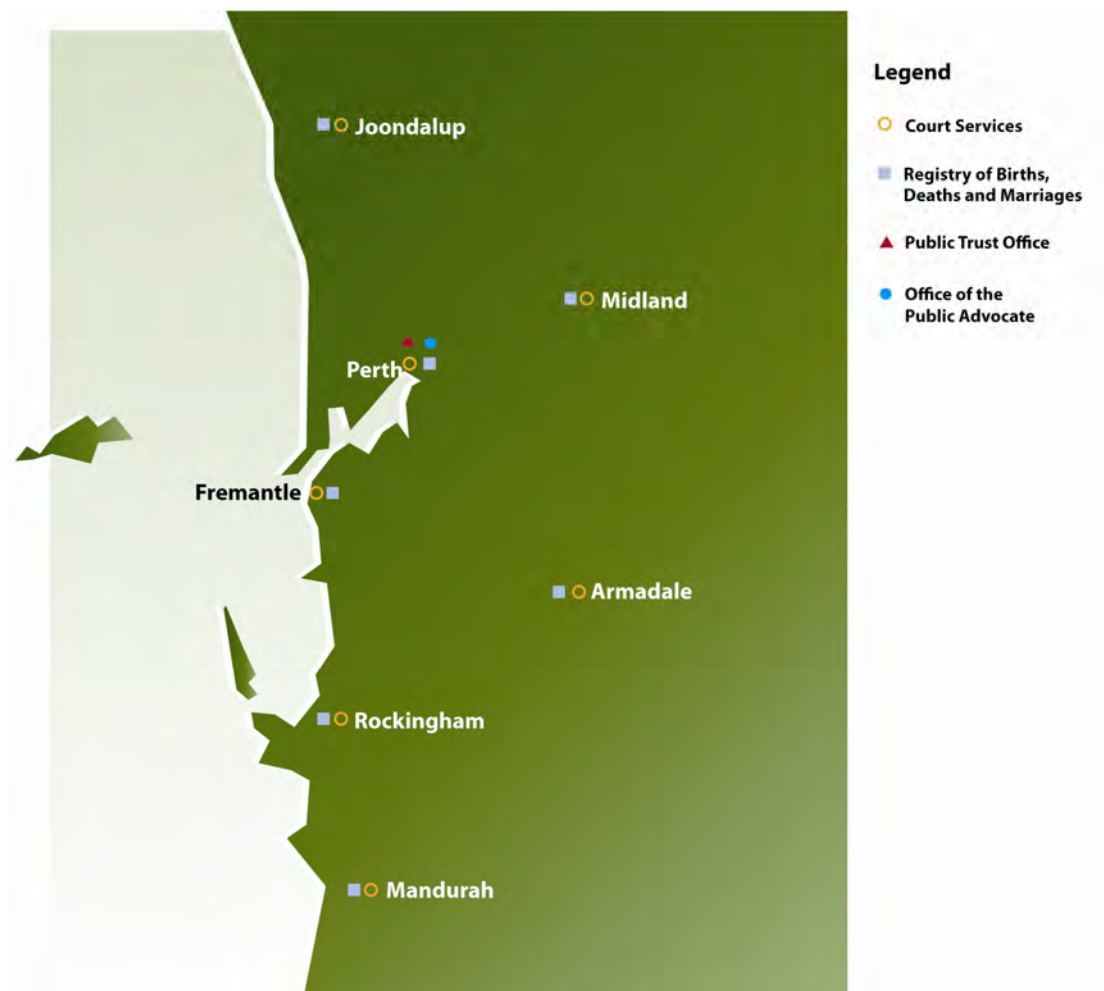 Legend
Court Services
Registry of Births,
Deaths and Marriages
Public Trust Office
Office of the
Public Advocate
Joondalup
Midland
Perth
Fremantle
Armadale
Rockingham
Mandurah